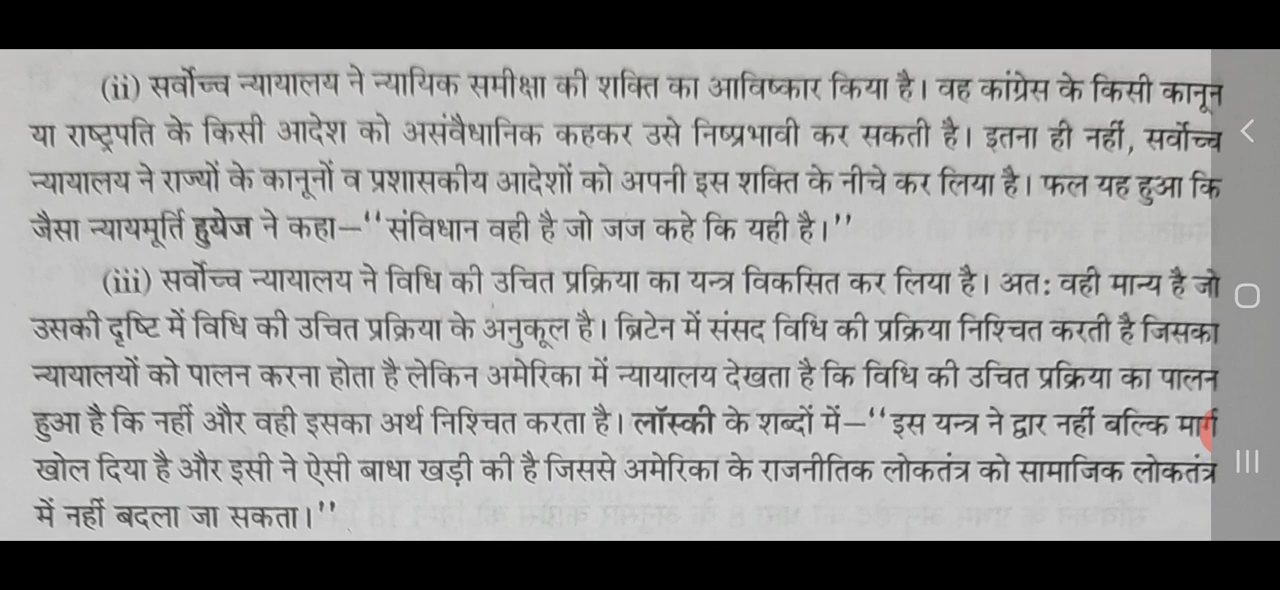 (ii) सर्वोच्च न्यायालय ने न्यायिक समीक्षा की शक्ति का आविष्कार किया है। वह कांग्रेस के किसी कानून
या राष्ट्रपति के किसी आदेश को असंवैधानिक कहकर उसे निष्प्रभावी कर सकती है। इतना ही नहीं, सर्वोच्च
न्यायालय ने राज्यों के कानूनों व प्रशासकीय आदेशों को अपनी इस शक्ति के नीचे कर लिया है। फल यह हुआ कि
जैसा न्यायमूर्ति हुयेज ने कहा–‘‘संविधान वही है जो जज कहे कि यही है।’’
(iii) सर्वोच्च न्यायालय ने विधि की उचित प्रक्रिया का यन्त्र विकसित कर लिया है। अतः वही मान्य है जो
उसकी दृष्टि में विधि की उचित प्रक्रिया के अनुकूल है। ब्रिटेन में संसद विधि की प्रक्रिया निश्चित करती है जिसका
न्यायालयों को पालन करना होता है लेकिन अमेरिका में न्यायालय देखता है कि विधि की उचित प्रक्रिया का पालन
हुआ है कि नहीं और वही इसका अर्थ निश्चित करता है। लॉस्की के शब्दों में–‘‘इस यन्त्र ने द्वार नहीं बल्कि मार्ग
खोल दिया है और इसी ने ऐसी बाधा खड़ी की है जिससे अमेरिका के राजनीतिक लोकतंत्र को सामाजिक लोकतंत्र
में नहीं बदला जा सकता।’’